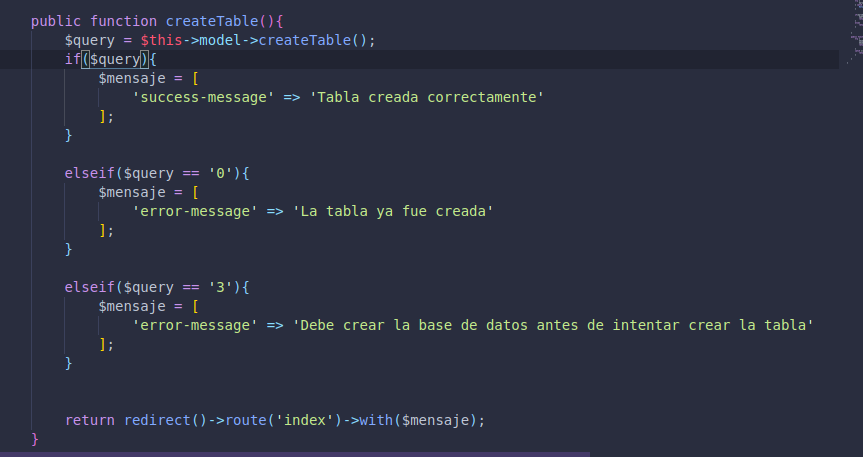 public function createTable(){
$query = $this->model->createTable();
if($query){
$mensaje = [
'success-message' => 'Tabla creada correctamente'
];
}
elseif($query == '0'){
$mensaje = [
'error-message' => 'La tabla ya fue creada'
];
}
elseif($query == '3'){
$mensaje = [
'error-message' => 'Debe crear la base de datos antes de intentar crear la tabla'
];
}
return redirect()->route('index')->with($mensaje);
}